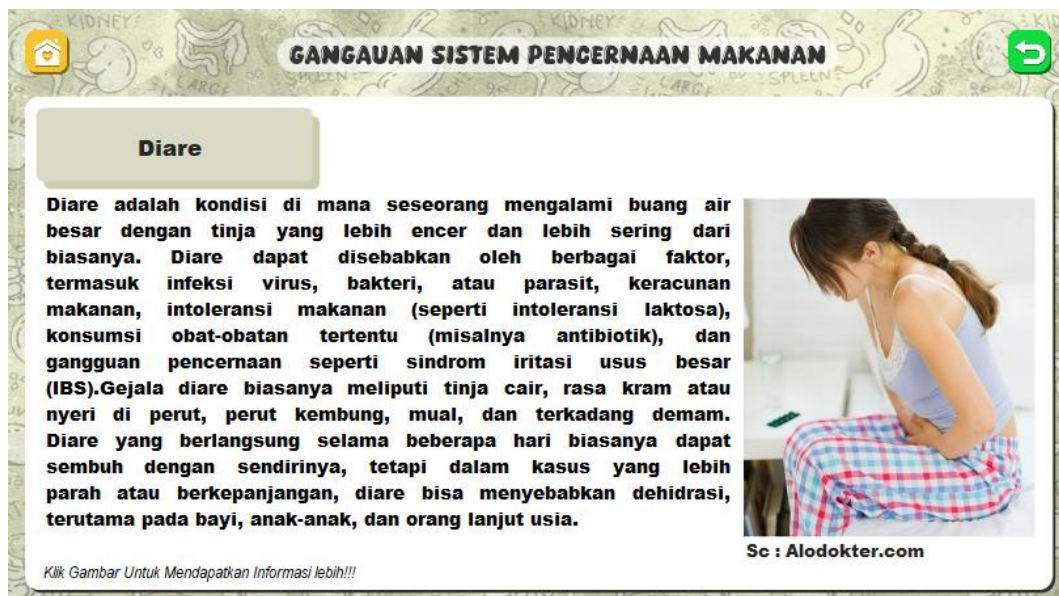 GANGAUAN SISTEM PENCERNAAN MAKANAN
Diare
Diare adalah kondisi di mana seseorang mengalami buang air
besar dengan tinja yang lebih encer dan lebih sering dari
biasanya. Diare dapat disebabkan oleh berbagai faktor,
termasuk infeksi virus, bakteri, atau parasit, keracunan
makanan, intoleransi makanan (seperti intoleransi laktosa),
konsumsi obat-obatan tertentu (misalnya antibiotik), dan
gangguan pencernaan seperti sindrom iritasi usus besar
(IBS).Gejala diare biasanya meliputi tinja cair, rasa kram atau
nyeri di perut, perut kembung, mual, dan terkadang demam.
Diare yang berlangsung selama beberapa hari biasanya dapat
sembuh dengan sendirinya, tetapi dalam kasus yang lebih
parah atau berkepanjangan, diare bisa menyebabkan dehidrasi,
terutama pada bayi, anak-anak, dan orang lanjut usia.
Sc : Alodokter.com
Klik Gambar Untuk Mendapatkan Informasi lebih!!!